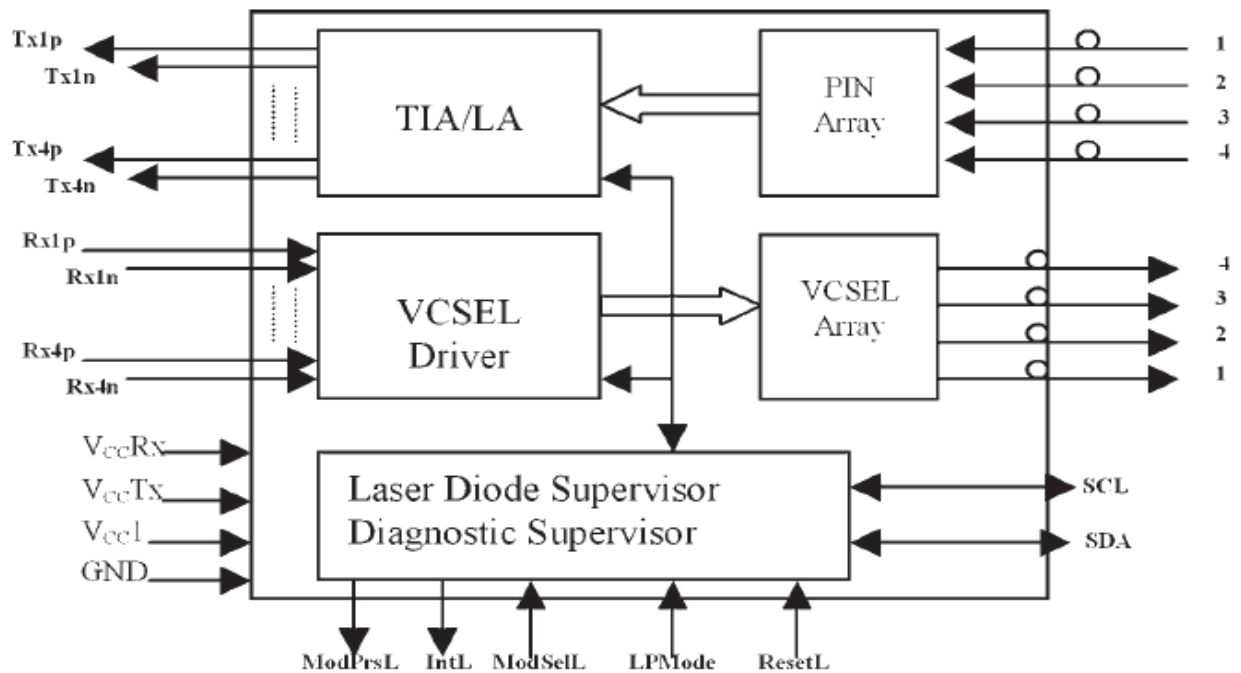 Tx1p
Tx1n
Tx4p
Tx4n
TIA/LA
PIN
Array
1
2
3
4
Rx1p
Rx1n
Rx4p
Rx4n
VCSEL
Driver
VCSEL
Array
4
3
2
1
VCCRx
VCCTx
VCC1
GND
Laser Diode Supervisor
Diagnostic Supervisor
SCL
SDA
ModPrsL
IntL
ModSelL
LPMode
ResetL